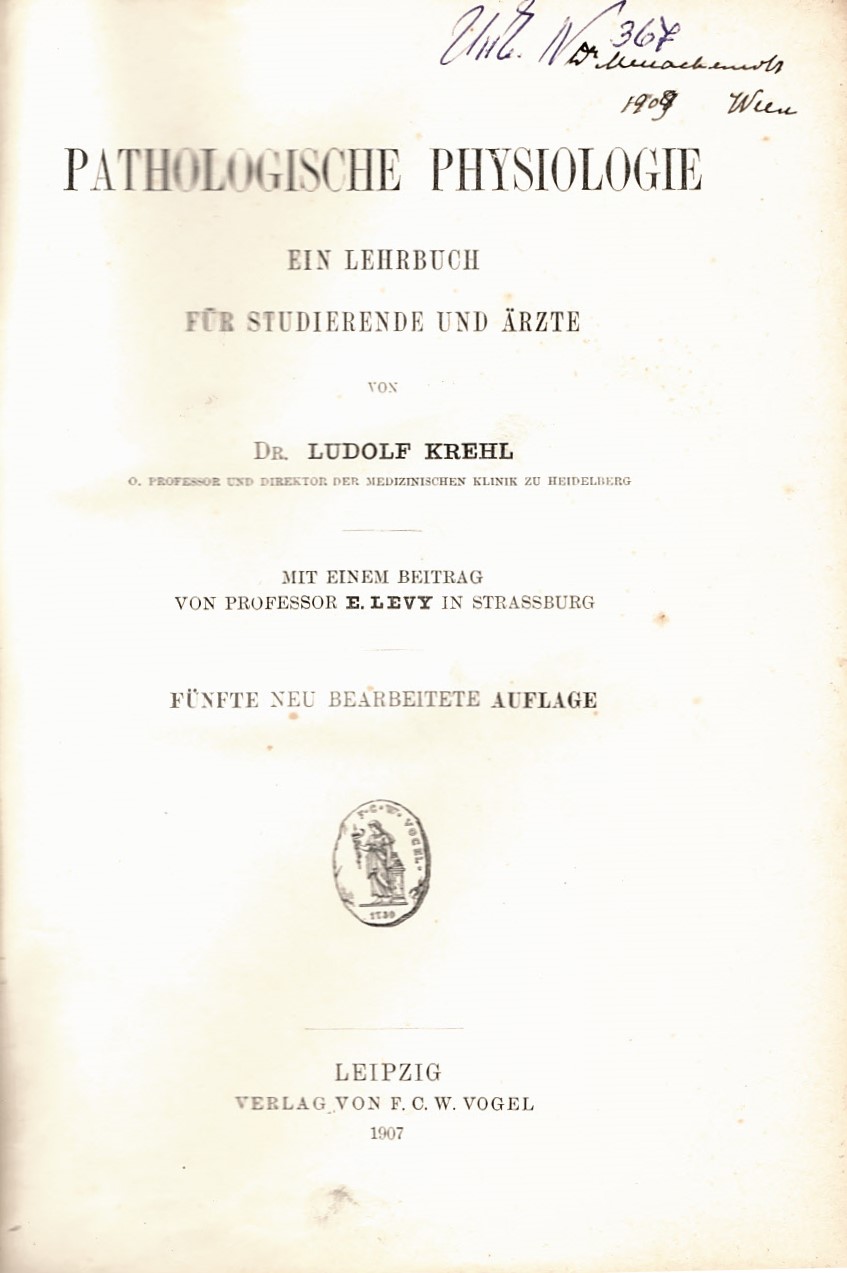 N 367
Dr
1909 Wien
PATHOLOGISCHE PHYSIOLOGIE
EIN LEHRBUCH
FÜR STUDIERENDE UND ÄRZTE
VON
DR. LUDOLF KREHL
O. PROFESSOR UND DIREKTOR DER MEDIZINISCHEN KLINIK ZU HEIDELBERG
MIT EINEM BEITRAG
VON PROFESSOR E. LEVY IN STRASSBURG
FÜNFTE NEU BEARBEITETE AUFLAGE
F. C. W. VOGEL.
1730
LEIPZIG
VERLAG VON F. C. W. VOGEL
1907